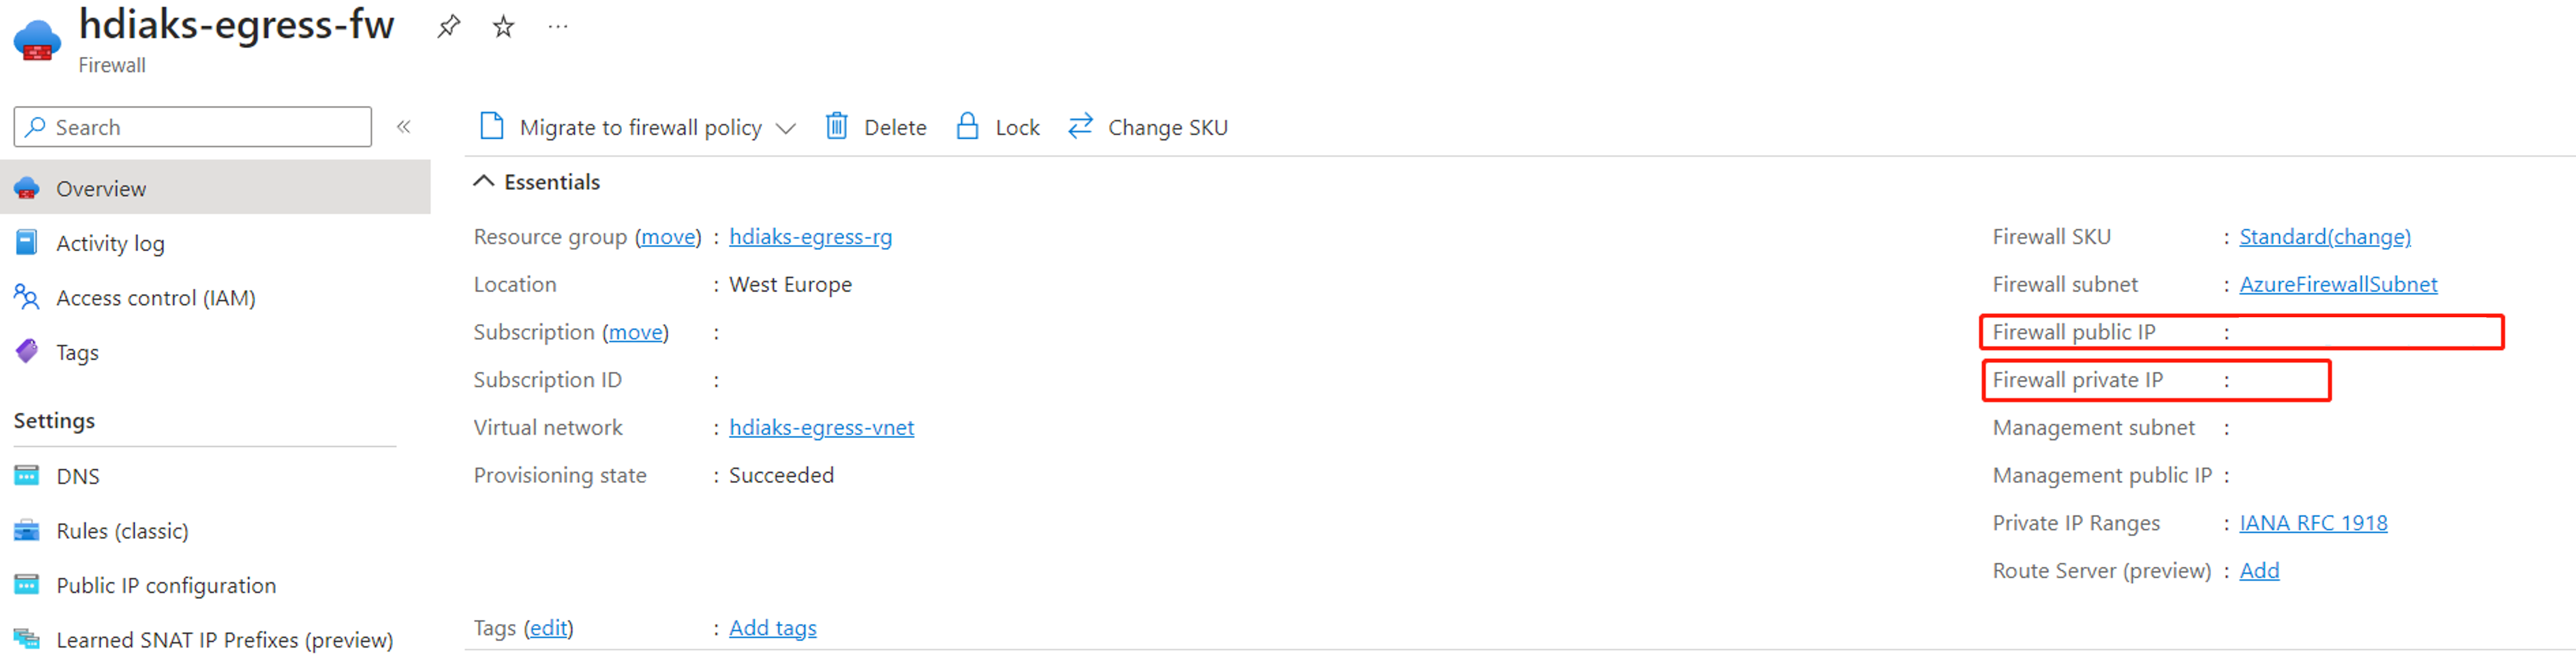 hdiaks-egress-fw
Firewall
Search
Overview
Activity log
Access control (IAM)
Tags
Settings
DNS
Rules (classic)
Public IP configuration
Learned SNAT IP Prefixes (preview)
Migrate to firewall policy
Delete
Lock
Change SKU
Essentials
Resource group (move) : hdiaks-egress-rg
Location : West Europe
Subscription (move) :
Subscription ID :
Virtual network : hdiaks-egress-vnet
Provisioning state : Succeeded
Firewall SKU : Standard(change)
Firewall subnet : AzureFirewallSubnet
Firewall public IP :
Firewall private IP :
Management subnet :
Management public IP :
Private IP Ranges : IANA RFC 1918
Route Server (preview) : Add
Tags (edit) : Add tags